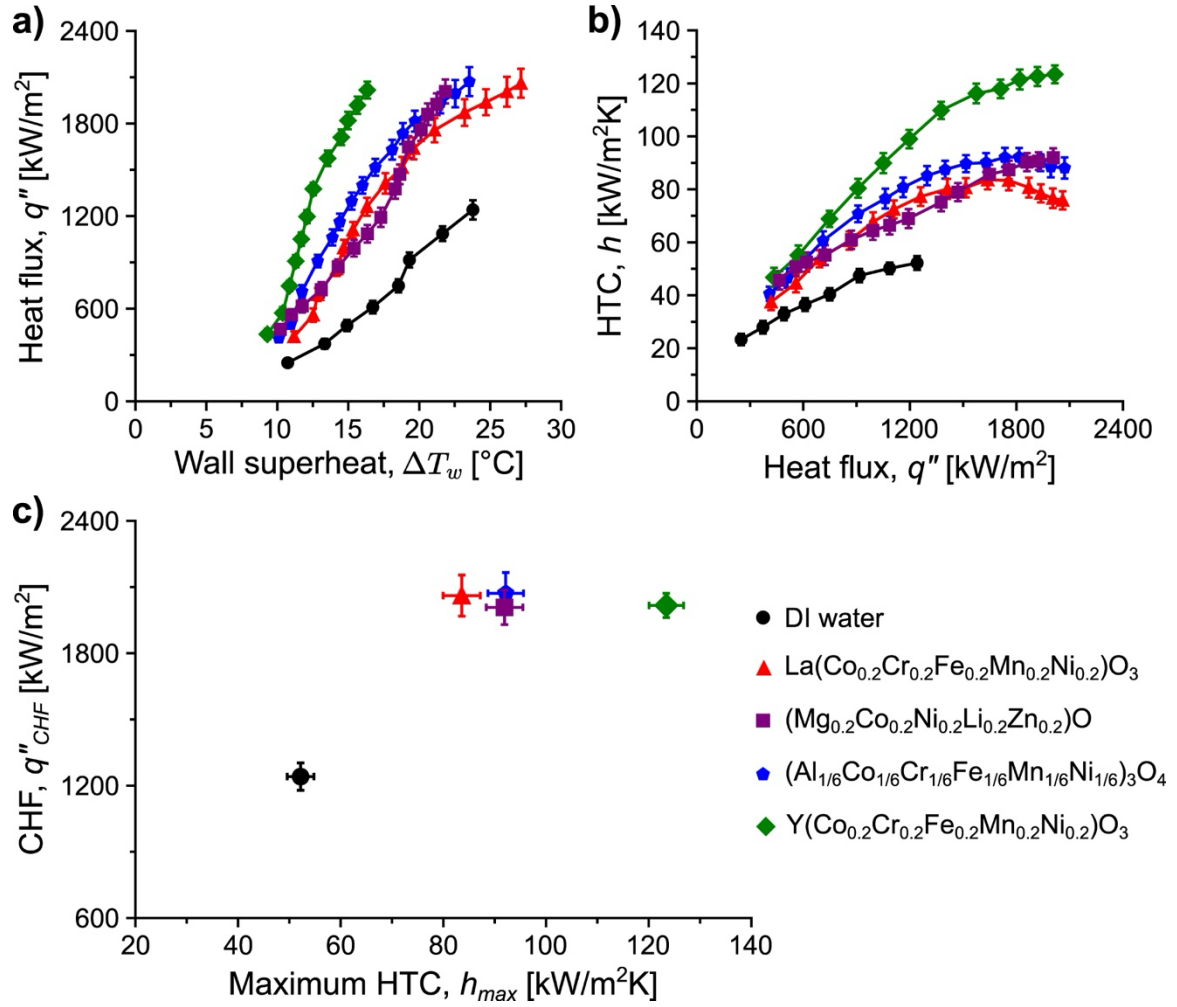 a)
2400
1800
1200
600
0
Heat flux, q″ [kW/m²]
0 5 10 15 20 25 30
Wall superheat, ΔT_w [°C]
b)
140
120
100
80
60
40
20
0
HTC, h [kW/m²K]
0 600 1200 1800 2400
Heat flux, q″ [kW/m²]
c)
2400
1800
1200
600
CHF, q″_CHF [kW/m²]
20 40 60 80 100 120 140
Maximum HTC, h_max [kW/m²K]
DI water
La(Co₀.₂Cr₀.₂Fe₀.₂Mn₀.₂Ni₀.₂)O₃
(Mg₀.₂Co₀.₂Ni₀.₂Li₀.₂Zn₀.₂)O
(Al₁/₆Co₁/₆Cr₁/₆Fe₁/₆Mn₁/₆Ni₁/₆)₃O₄
Y(Co₀.₂Cr₀.₂Fe₀.₂Mn₀.₂Ni₀.₂)O₃